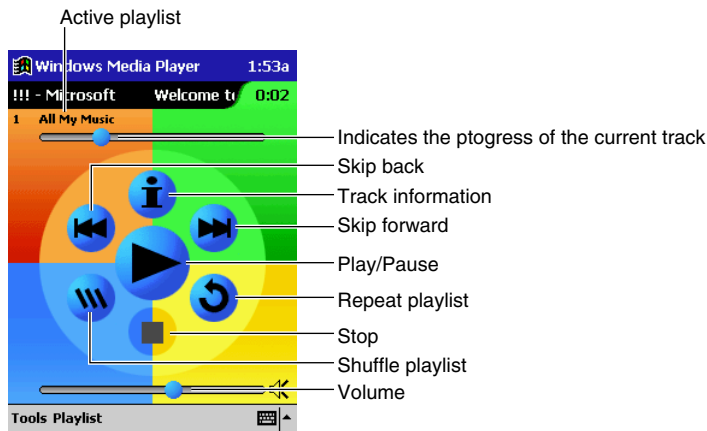 Active playlist
Windows Media Player 1:53a
!!! - Microsoft Welcome to 0:02
1 All My Music
Indicates the ptogress of the current track
Skip back
Track information
Skip forward
Play/Pause
Repeat playlist
Stop
Shuffle playlist
Volume
Tools Playlist